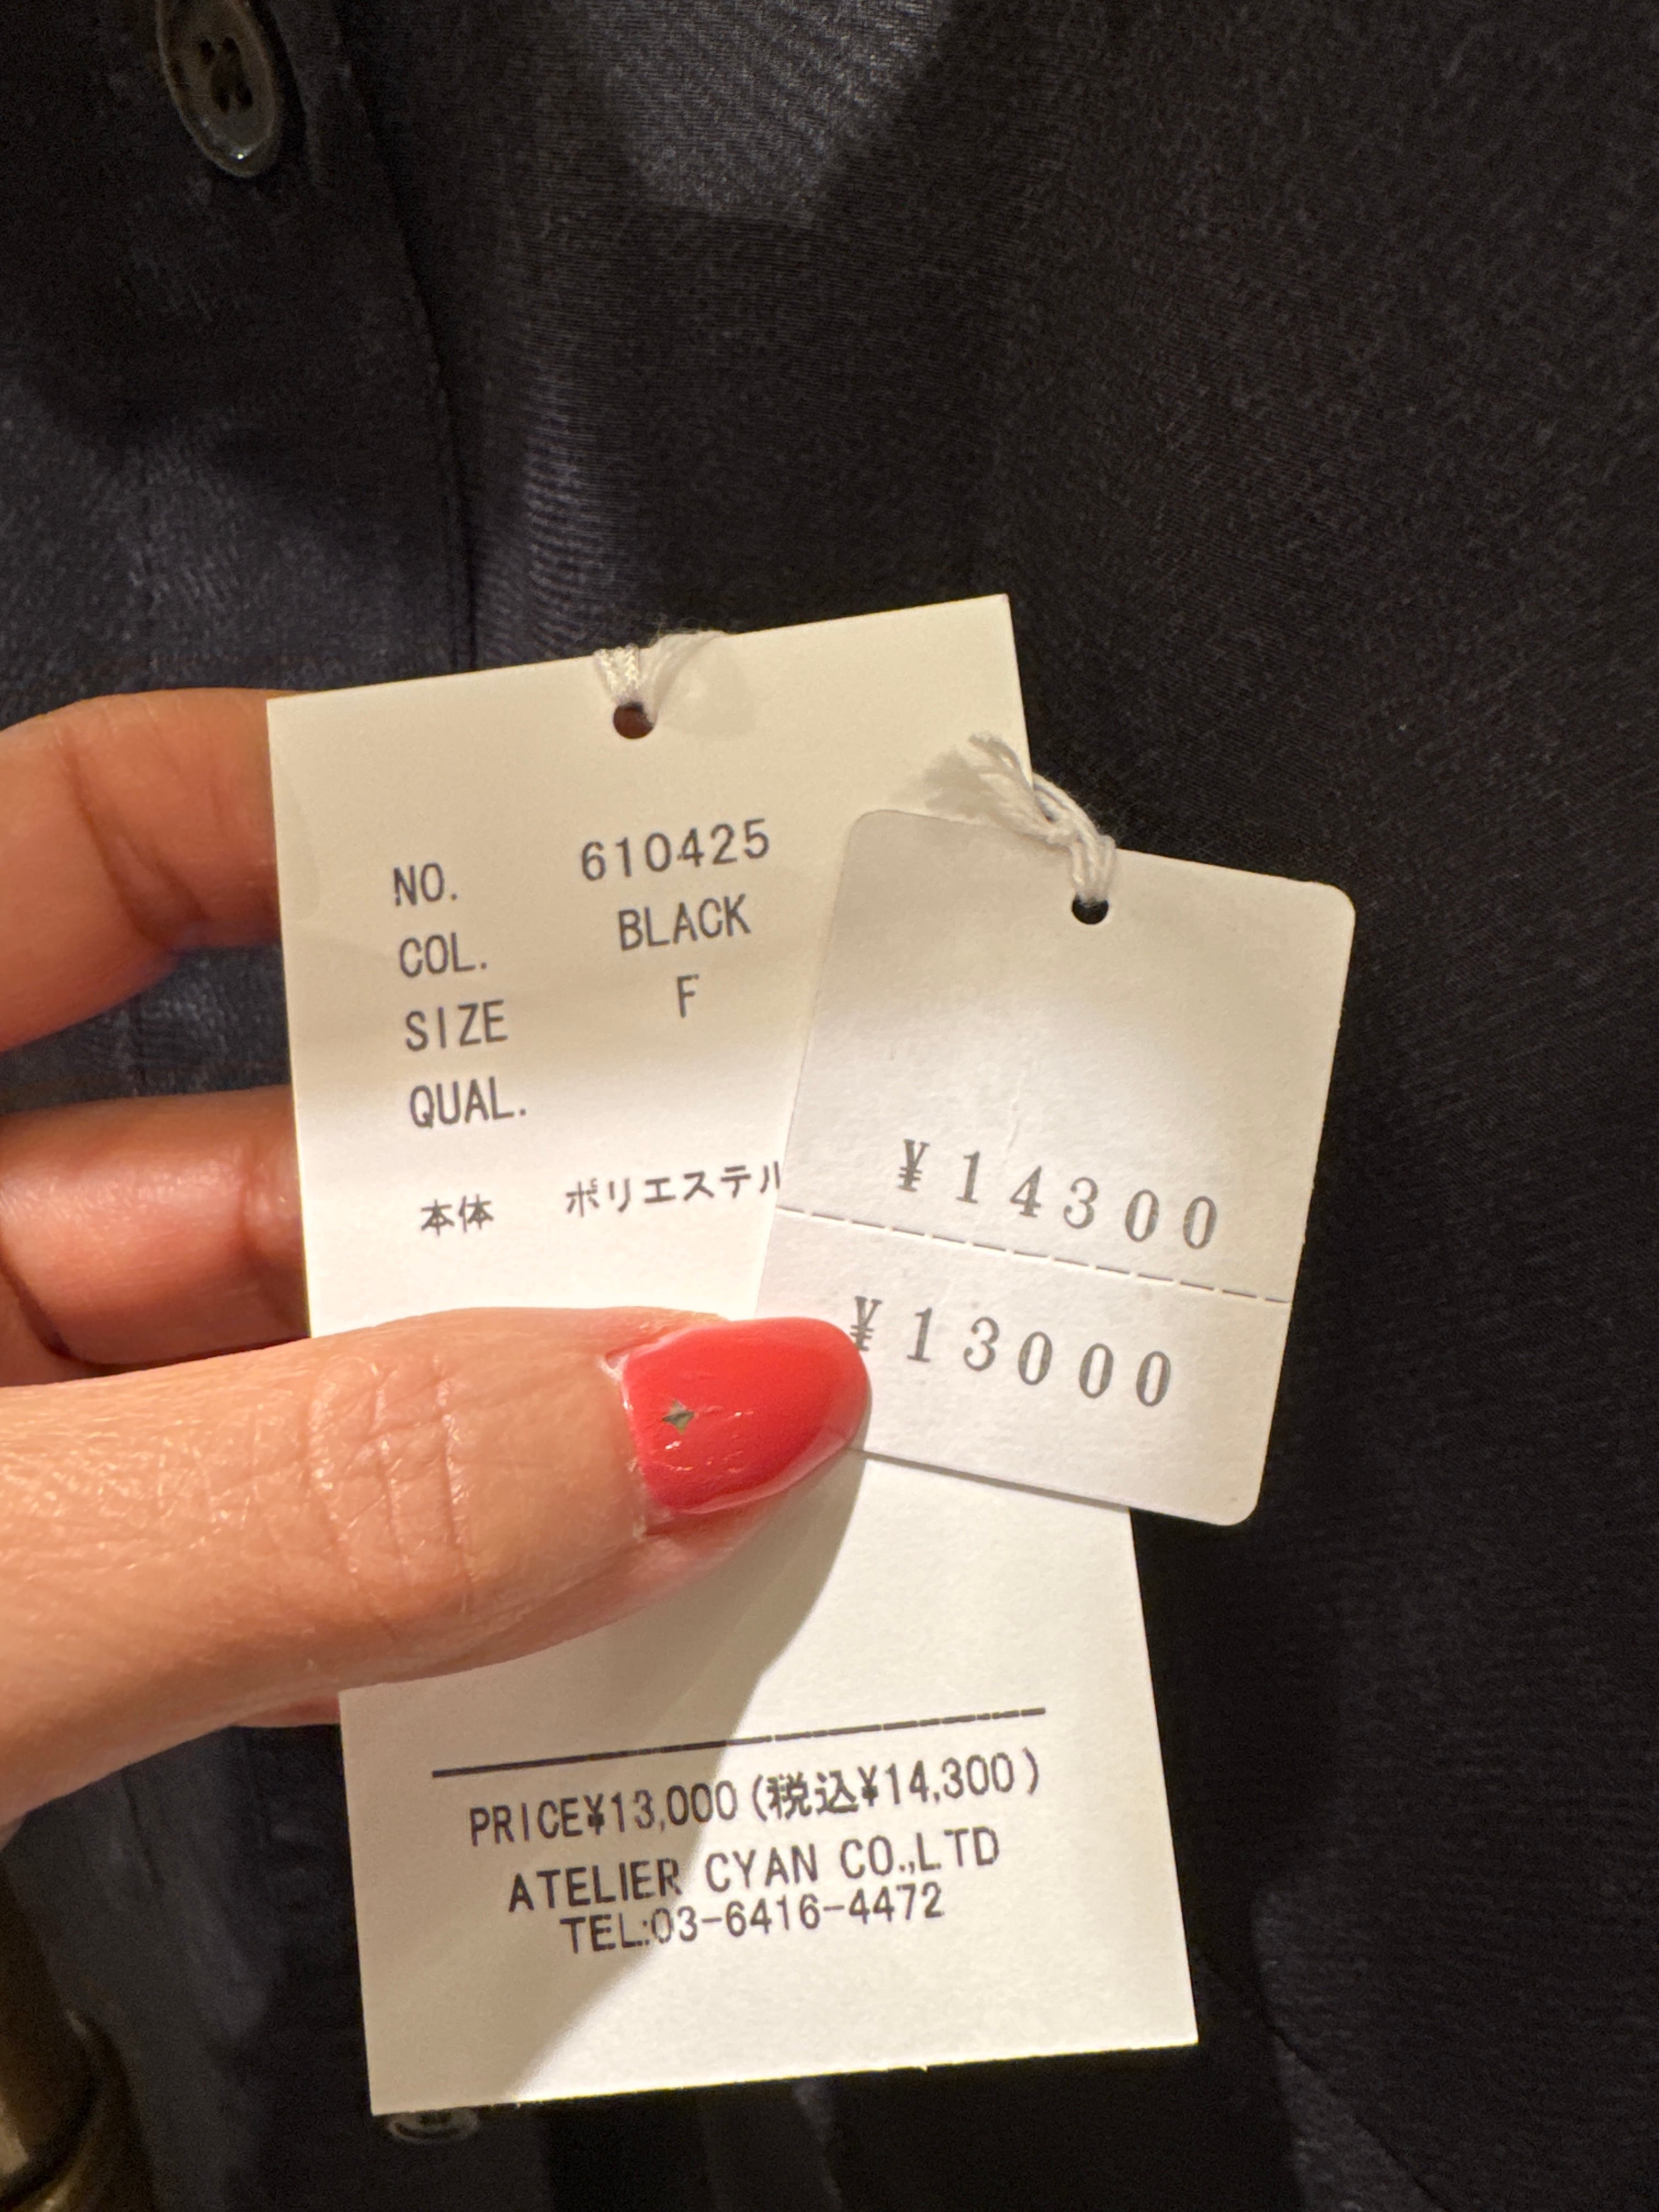 NO. 610425
COL. BLACK
SIZE F
QUAL.
本体 ポリエステル
¥14300
¥13000
PRICE¥13,000(税込¥14,300)
ATELIER CYAN CO.,LTD
TEL:03-6416-4472